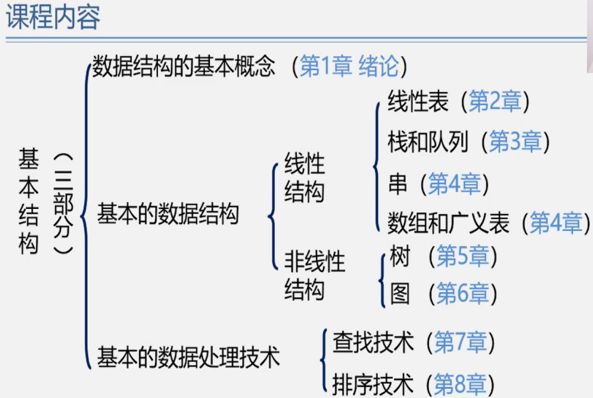 课程内容
基本结构
（三部分）
数据结构的基本概念（第1章 绪论）
基本的数据结构
线性
结构
线性表（第2章）
栈和队列（第3章）
串（第4章）
数组和广义表（第4章）
非线性
结构
树（第5章）
图（第6章）
基本的数据处理技术
查找技术（第7章）
排序技术（第8章）